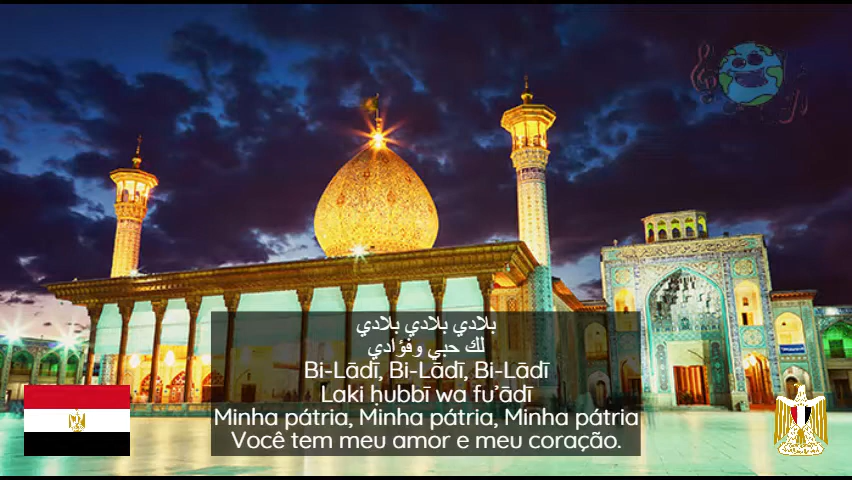 بلادي بلادي بلادي
لك حبي وفؤادي
Bi-Lādī, Bi-Lādī, Bi-Lādī
Laki ḥubbī wa fu’ādī
Minha pátria, Minha pátria, Minha pátria
Você tem meu amor e meu coração.